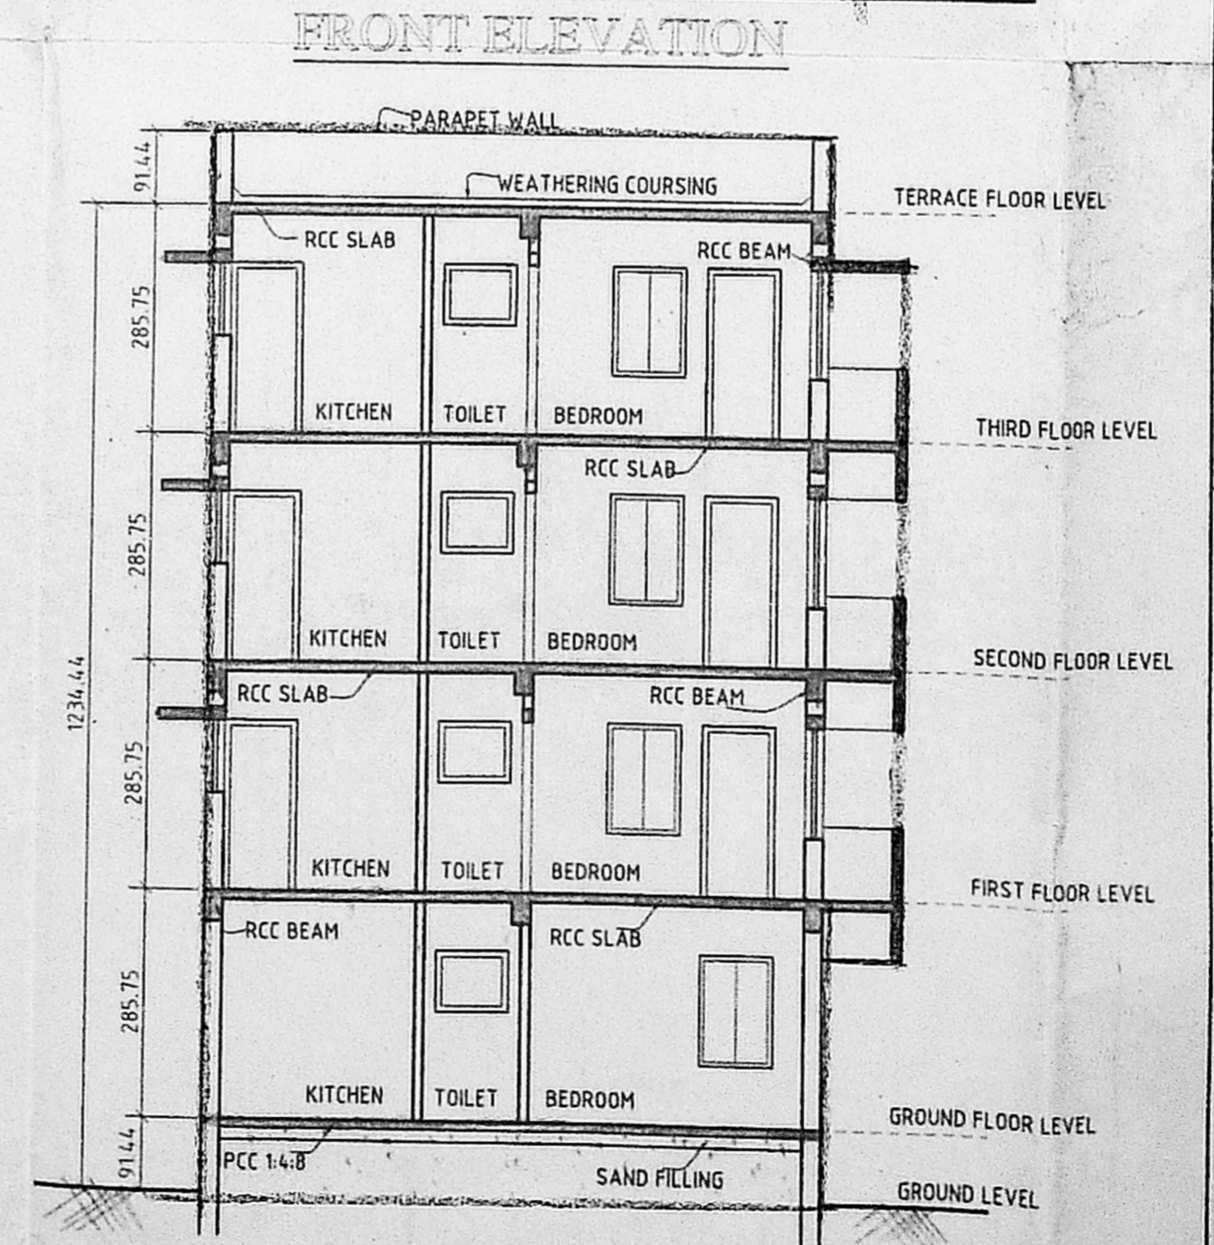 FRONT ELEVATION
PARAPET WALL
91.44
WEATHERING COURSING
TERRACE FLOOR LEVEL
RCC SLAB
RCC BEAM
285.75
KITCHEN TOILET BEDROOM
THIRD FLOOR LEVEL
RCC SLAB
285.75
KITCHEN TOILET BEDROOM
SECOND FLOOR LEVEL
RCC SLAB
RCC BEAM
1234.44
285.75
KITCHEN TOILET BEDROOM
FIRST FLOOR LEVEL
RCC BEAM
RCC SLAB
285.75
KITCHEN TOILET BEDROOM
GROUND FLOOR LEVEL
91.44
PCC 1:4:8
SAND FILLING
GROUND LEVEL